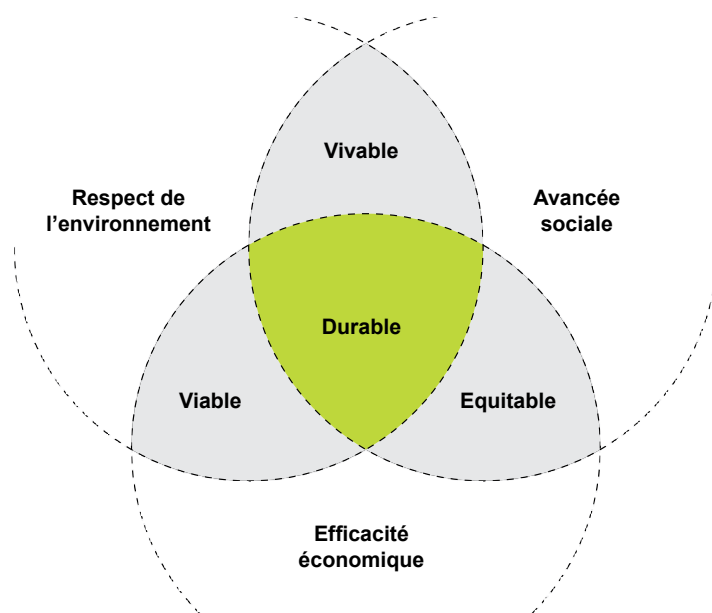 Vivable
Respect de
l'environnement
Avancée
sociale
Durable
Viable
Equitable
Efficacité
économique